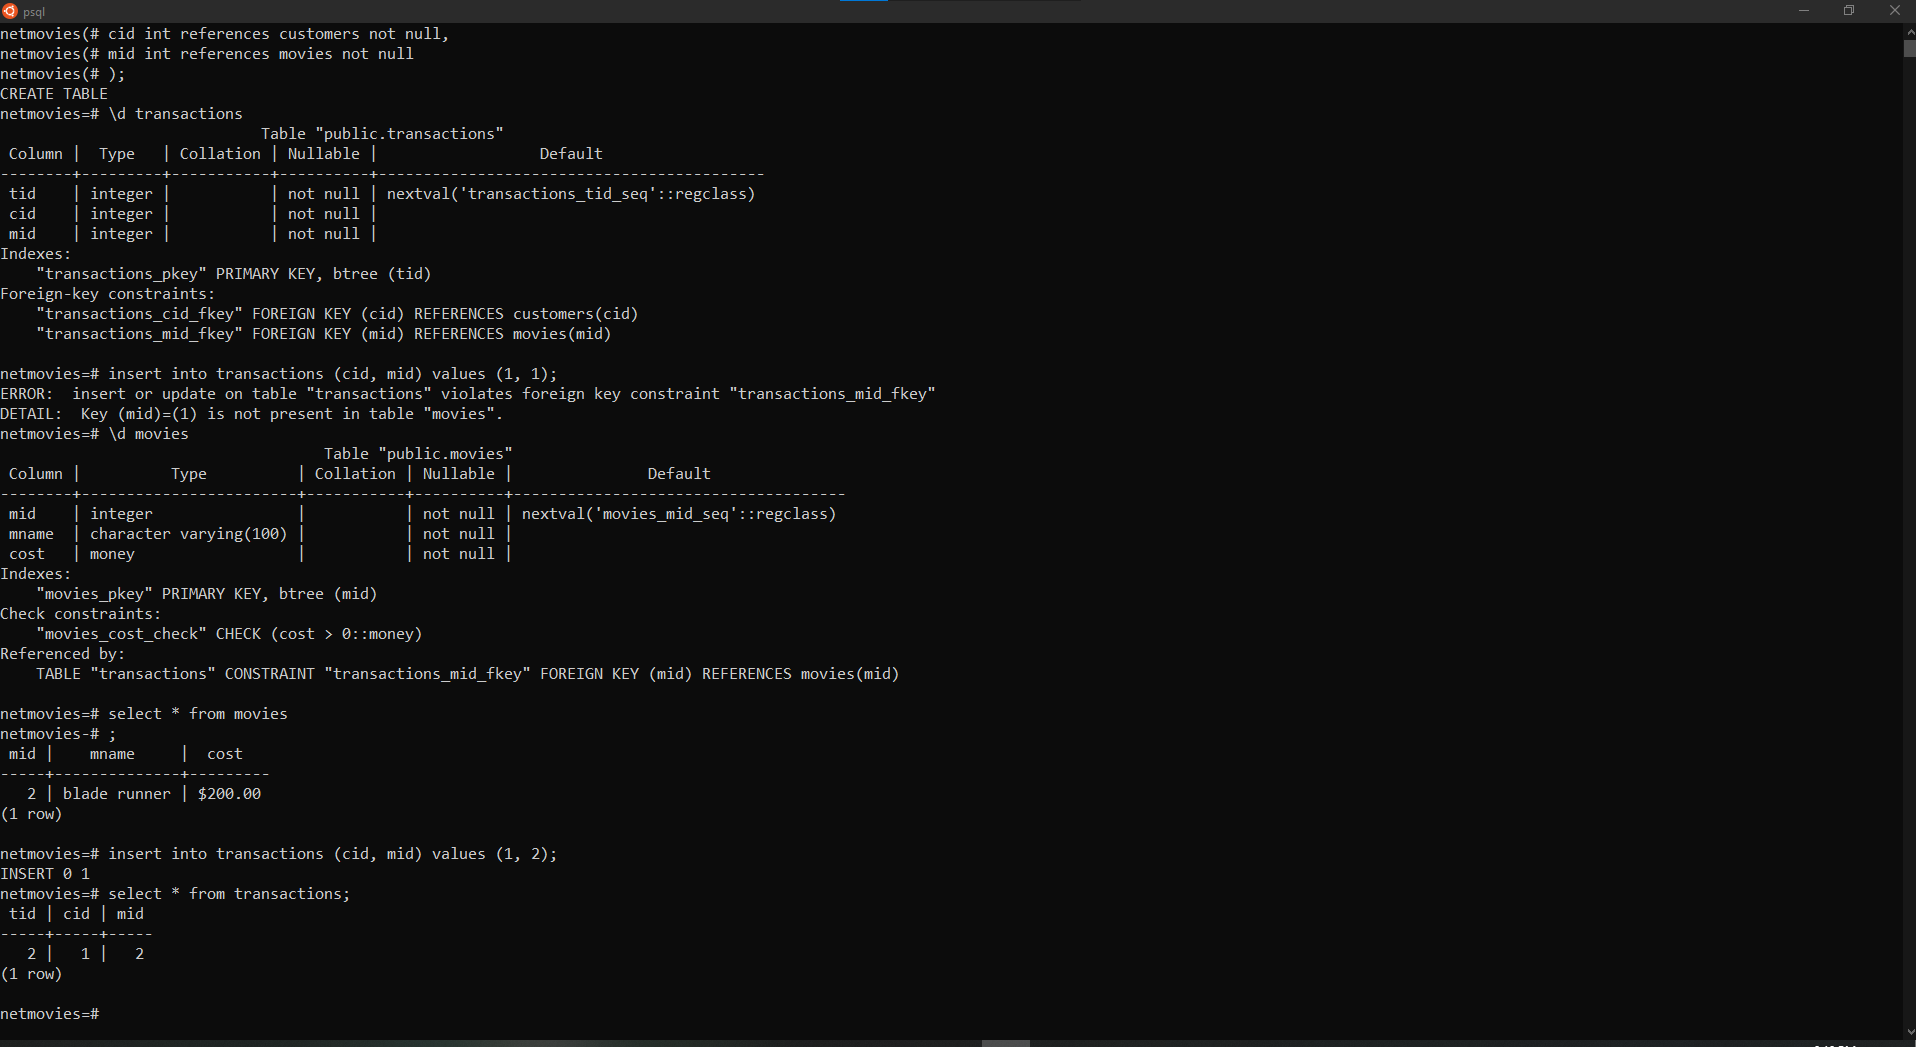 psql
netmovies(# cid int references customers not null,
netmovies(# mid int references movies not null
netmovies(# );
CREATE TABLE
netmovies=# \d transactions
                             Table "public.transactions"
 Column |  Type   | Collation | Nullable |                  Default
--------+---------+-----------+----------+-------------------------------------------
 tid    | integer |           | not null | nextval('transactions_tid_seq'::regclass)
 cid    | integer |           | not null |
 mid    | integer |           | not null |
Indexes:
    "transactions_pkey" PRIMARY KEY, btree (tid)
Foreign-key constraints:
    "transactions_cid_fkey" FOREIGN KEY (cid) REFERENCES customers(cid)
    "transactions_mid_fkey" FOREIGN KEY (mid) REFERENCES movies(mid)

netmovies=# insert into transactions (cid, mid) values (1, 1);
ERROR:  insert or update on table "transactions" violates foreign key constraint "transactions_mid_fkey"
DETAIL:  Key (mid)=(1) is not present in table "movies".
netmovies=# \d movies
                                    Table "public.movies"
 Column |          Type          | Collation | Nullable |               Default
--------+------------------------+-----------+----------+-------------------------------------
 mid    | integer                |           | not null | nextval('movies_mid_seq'::regclass)
 mname  | character varying(100) |           | not null |
 cost   | money                  |           | not null |
Indexes:
    "movies_pkey" PRIMARY KEY, btree (mid)
Check constraints:
    "movies_cost_check" CHECK (cost > 0::money)
Referenced by:
    TABLE "transactions" CONSTRAINT "transactions_mid_fkey" FOREIGN KEY (mid) REFERENCES movies(mid)

netmovies=# select * from movies
netmovies-# ;
 mid |    mname     |  cost
-----+--------------+---------
   2 | blade runner | $200.00
(1 row)

netmovies=# insert into transactions (cid, mid) values (1, 2);
INSERT 0 1
netmovies=# select * from transactions;
 tid | cid | mid
-----+-----+-----
   2 |   1 |   2
(1 row)

netmovies=#